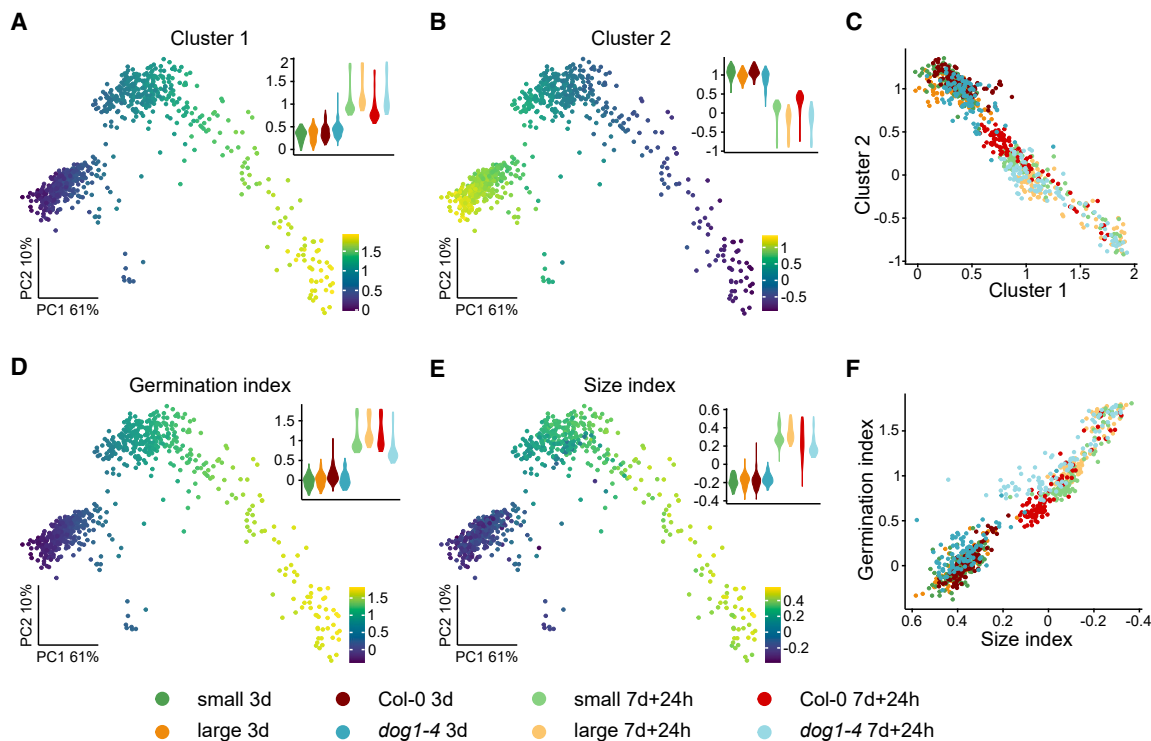 A
Cluster 1
2
1.5
1
0.5
0
PC2 10%
PC1 61%
1.5
1
0.5
0
B
Cluster 2
1
0.5
0
-0.5
-1
PC2 10%
PC1 61%
1
0.5
0
-0.5
C
Cluster 2
1
0.5
0
-0.5
-1
0 0.5 1 1.5 2
Cluster 1
D
Germination index
1.5
1
0.5
0
PC2 10%
PC1 61%
1.5
1
0.5
0
E
Size index
0.6
0.4
0.2
0
-0.2
-0.4
PC2 10%
PC1 61%
0.4
0.2
0
-0.2
F
Germination index
1.5
1
0.5
0
0.6 0.4 0.2 0 -0.2 -0.4
Size index
small 3d Col-0 3d small 7d+24h Col-0 7d+24h
large 3d dog1-4 3d large 7d+24h dog1-4 7d+24h